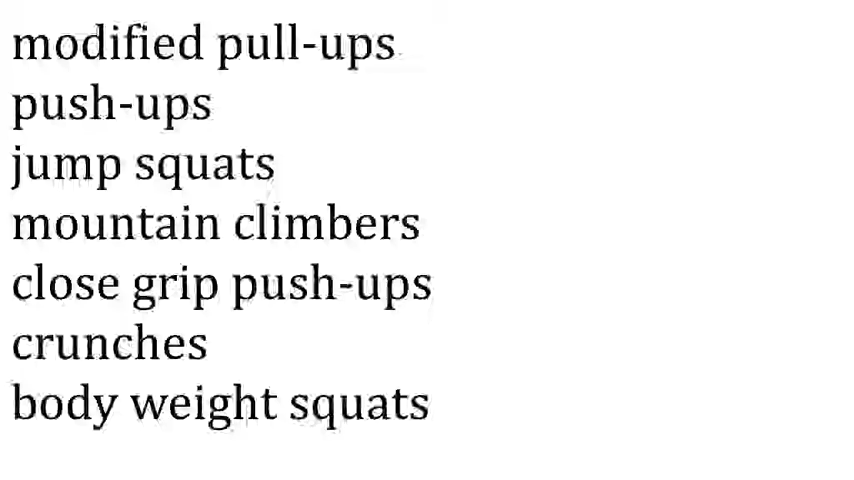 modified pull-ups
push-ups
jump squats
mountain climbers
close grip push-ups
crunches
body weight squats